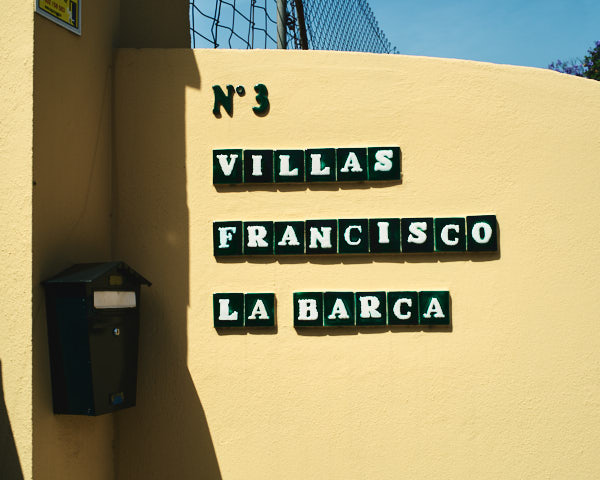 Nº 3
VILLAS
FRANCISCO
LA BARCA